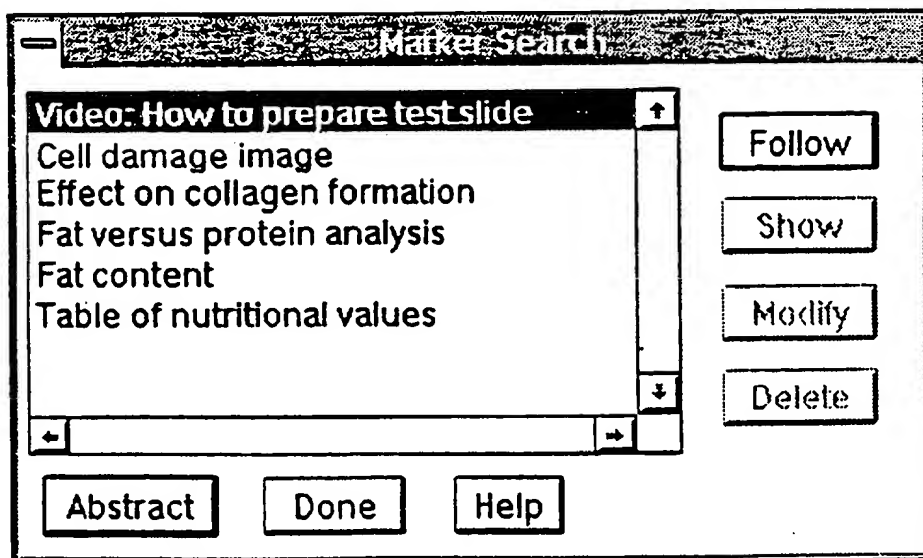 Marker Search
Video: How to prepare test slide
Cell damage image
Effect on collagen formation
Fat versus protein analysis
Fat content
Table of nutritional values
Follow
Show
Modify
Delete
Abstract
Done
Help